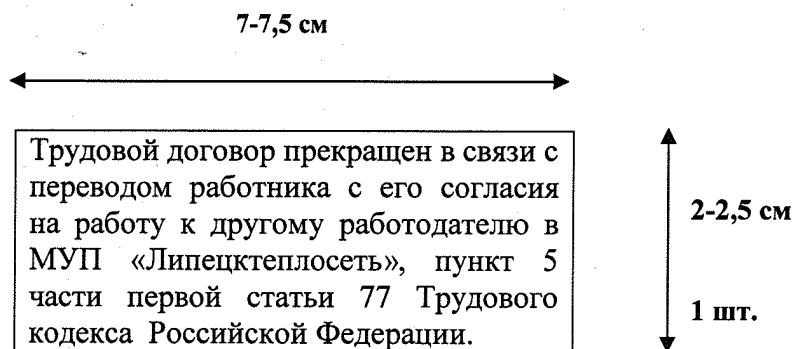 7-7,5 см
Трудовой договор прекращен в связи с
переводом работника с его согласия
на работу к другому работодателю в
МУП «Липецктеплосеть», пункт 5
части первой статьи 77 Трудового
кодекса Российской Федерации.
2-2,5 см
1 шт.